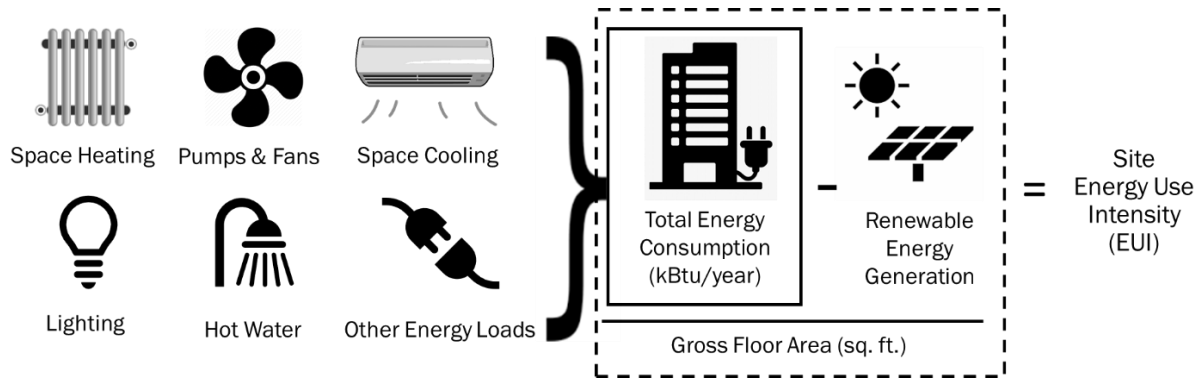 Space Heating
Pumps & Fans
Space Cooling
Lighting
Hot Water
Other Energy Loads
Total Energy
Consumption
(kBtu/year)
-
Renewable
Energy
Generation
Gross Floor Area (sq. ft.)
=
Site
Energy Use
Intensity
(EUI)